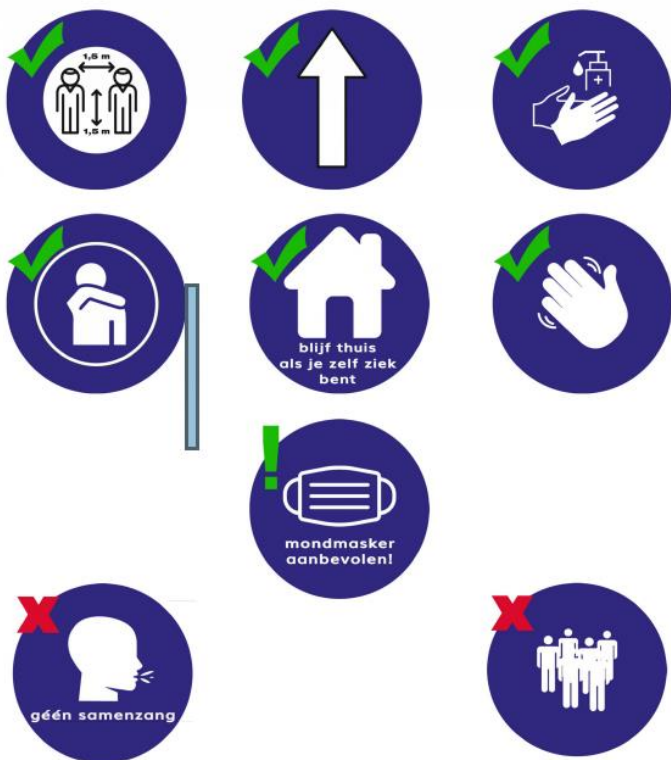 1,5 m
1,5 m
blijf thuis
als je zelf ziek
bent
mondmasker
aanbevolen!
géén samenzang